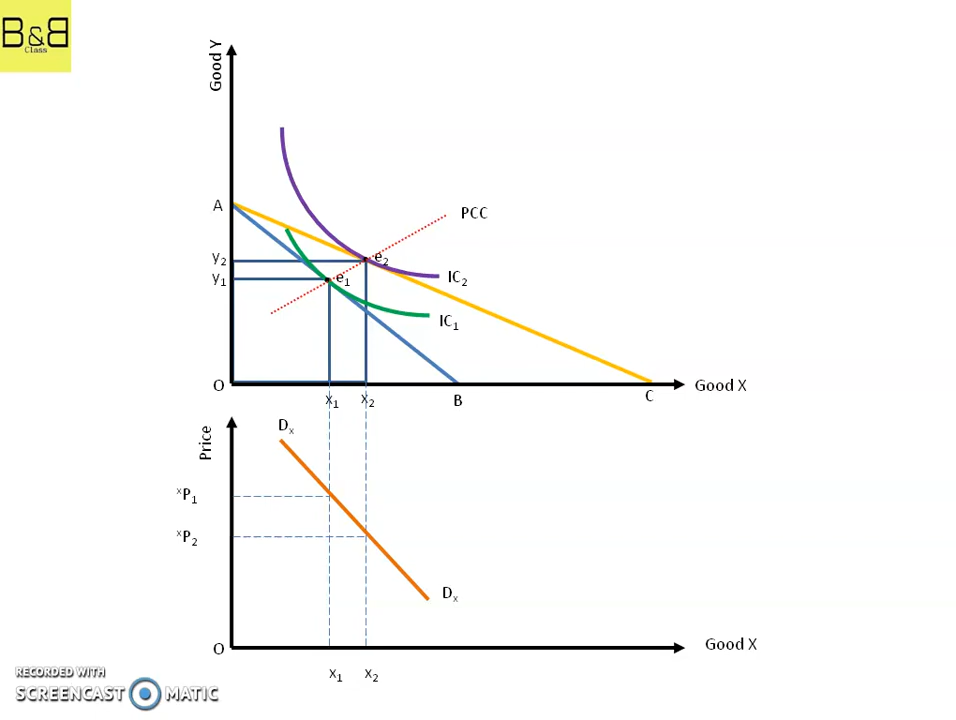 B&B
Class
Good Y
A
PCC
y2
e2
y1
e1
IC2
IC1
O
Good X
x1
x2
B
C
Price
Dx
xP1
xP2
Dx
O
Good X
x1
x2
RECORDED WITH
SCREENCAST MATIC